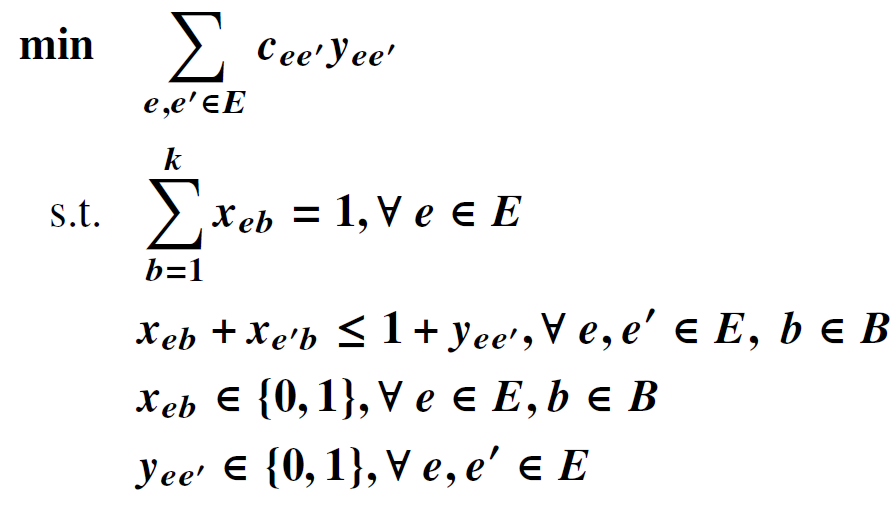 min ∑_{e,e′∈E} c_{ee′} y_{ee′}
s.t. ∑_{b=1}^{k} x_{eb} = 1, ∀ e ∈ E
x_{eb} + x_{e′b} ≤ 1 + y_{ee′}, ∀ e, e′ ∈ E, b ∈ B
x_{eb} ∈ {0, 1}, ∀ e ∈ E, b ∈ B
y_{ee′} ∈ {0, 1}, ∀ e, e′ ∈ E